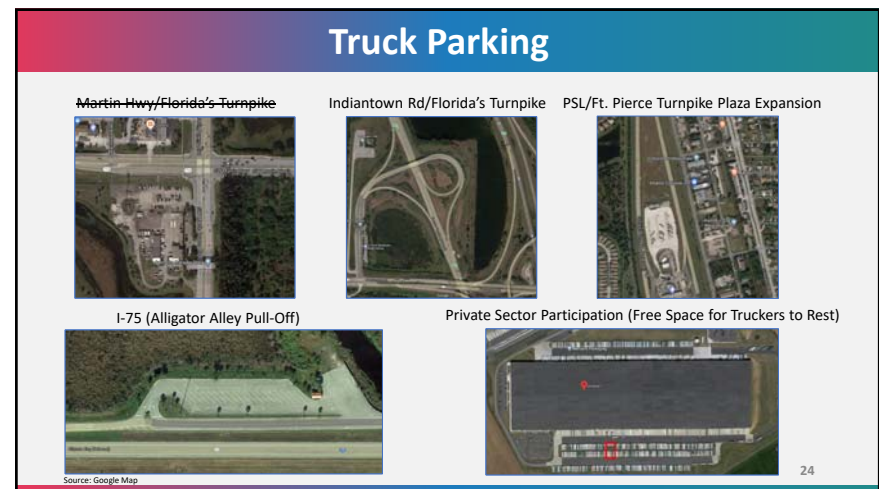 Truck Parking
Martin Hwy/Florida's Turnpike
Indiantown Rd/Florida's Turnpike
PSL/Ft. Pierce Turnpike Plaza Expansion
I-75 (Alligator Alley Pull-Off)
Private Sector Participation (Free Space for Truckers to Rest)
Source: Google Map
24